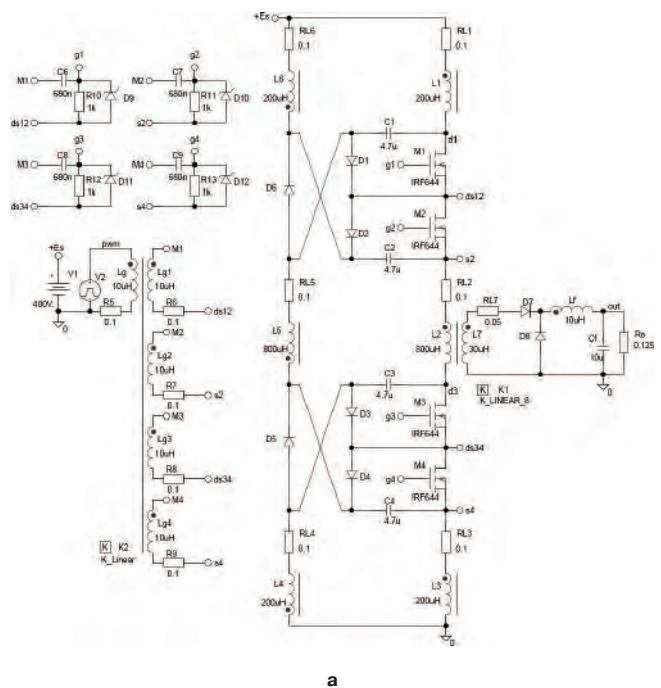 +Es
RL6
0.1
RL1
0.1
L6
200uH
L1
200uH
g1
M1
C6
680n
R10
1k
D9
ds12
g2
M2
C7
680n
R11
1k
D10
s2
g3
M3
C8
680n
R12
1k
D11
ds34
g4
M4
C9
680n
R13
1k
D12
s4
C1
4.7u
d1
D1
g1
M1
IRF644
ds12
D6
D2
g2
M2
IRF644
C2
4.7u
s2
+Es
V1
400V.
0
pwm
V2
R5
0.1
Lg
10uH
M1
Lg1
10uH
R6
0.1
ds12
M2
Lg2
10uH
R7
0.1
s2
M3
Lg3
10uH
R8
0.1
ds34
M4
Lg4
10uH
R9
0.1
s4
K K2
K_Linear
RL5
0.1
RL2
0.1
L5
800uH
L2
800uH
L7
30uH
RL7
0.05
D7
D8
Lf
10uH
out
Cf
10u
Ro
0.125
0
K K1
K_LINEAR_8
C3
4.7u
d3
D3
g3
M3
IRF644
ds34
D5
D4
g4
M4
IRF644
C4
4.7u
s4
RL4
0.1
RL3
0.1
L4
200uH
L3
200uH
0
a